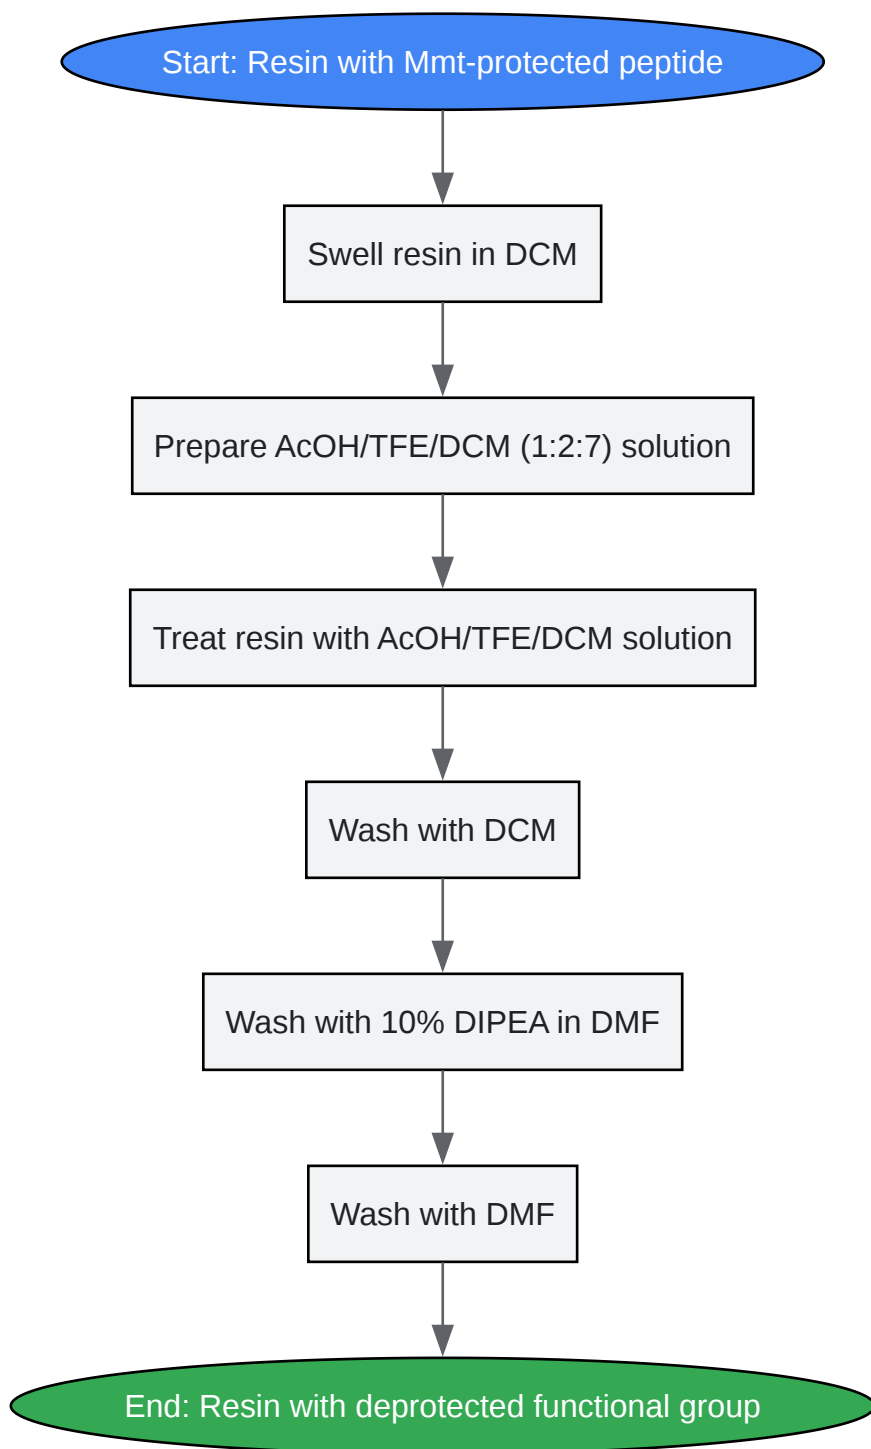 Start: Resin with Mmt-protected peptide
Swell resin in DCM
Prepare AcOH/TFE/DCM (1:2:7) solution
Treat resin with AcOH/TFE/DCM solution
Wash with DCM
Wash with 10% DIPEA in DMF
Wash with DMF
End: Resin with deprotected functional group